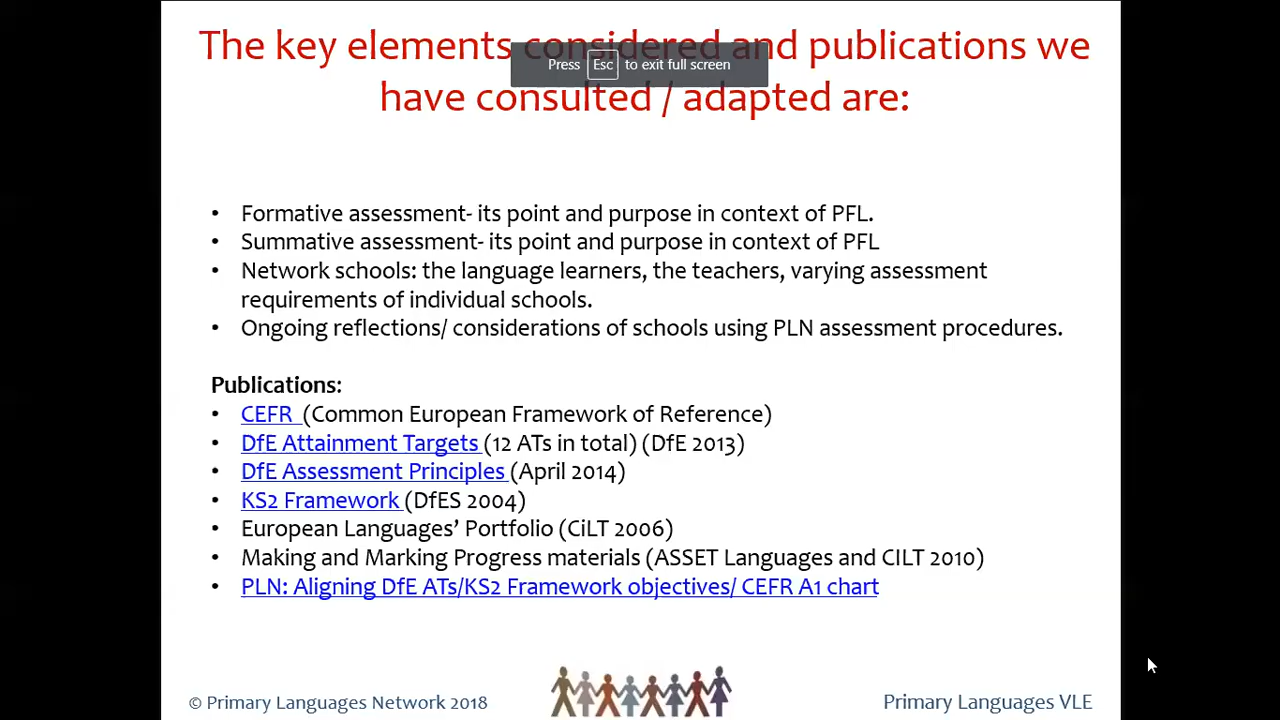 The key elements considered and publications we
Press Esc to exit full screen
have consulted / adapted are:
• Formative assessment- its point and purpose in context of PFL.
• Summative assessment- its point and purpose in context of PFL
• Network schools: the language learners, the teachers, varying assessment
requirements of individual schools.
• Ongoing reflections/ considerations of schools using PLN assessment procedures.
Publications:
• CEFR (Common European Framework of Reference)
• DfE Attainment Targets (12 ATs in total) (DfE 2013)
• DfE Assessment Principles (April 2014)
• KS2 Framework (DfES 2004)
• European Languages’ Portfolio (CiLT 2006)
• Making and Marking Progress materials (ASSET Languages and CILT 2010)
• PLN: Aligning DfE ATs/KS2 Framework objectives/ CEFR A1 chart
© Primary Languages Network 2018
Primary Languages VLE